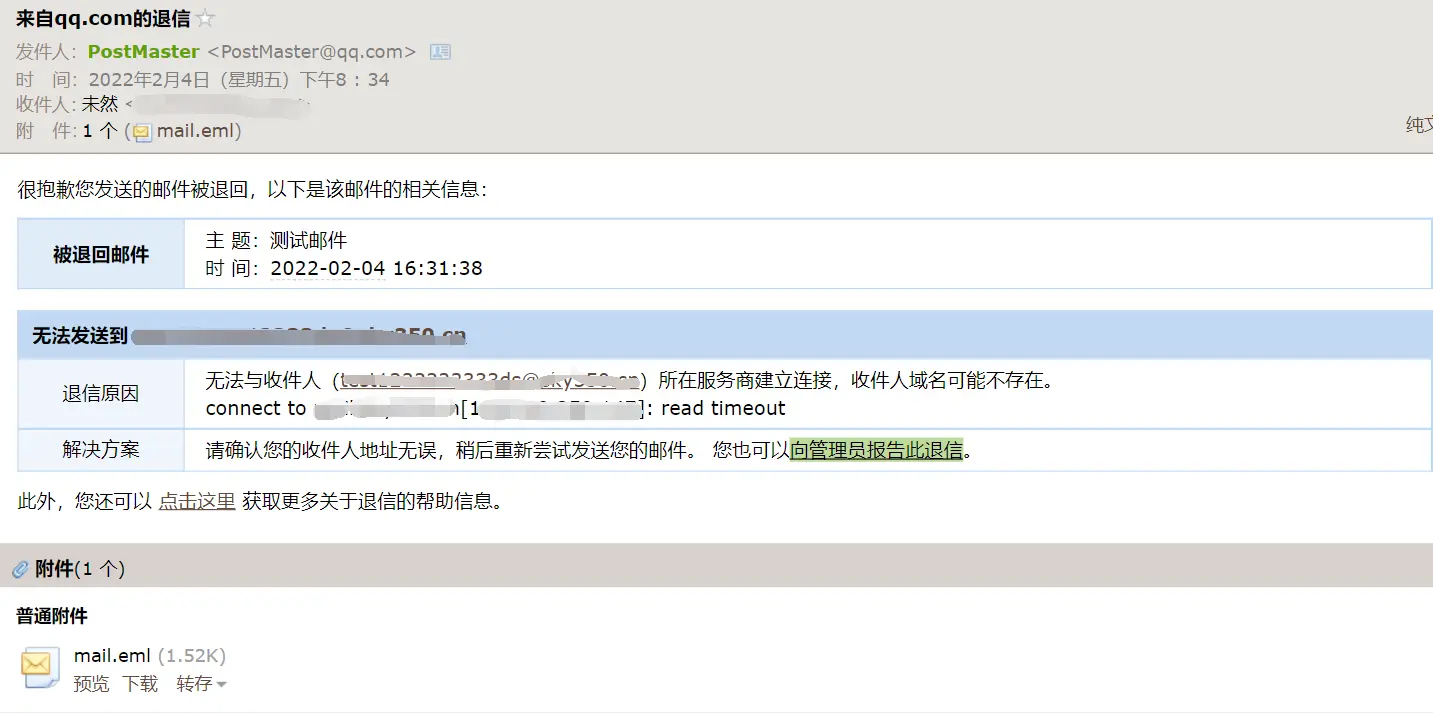 来自qq.com的退信
发件人：PostMaster <PostMaster@qq.com>
时 间：2022年2月4日（星期五）下午8：34
收件人：未然 <
附 件：1 个 (mail.eml)
纯文
很抱歉您发送的邮件被退回，以下是该邮件的相关信息：
被退回邮件
主 题：测试邮件
时 间：2022-02-04 16:31:38
无法发送到
退信原因
无法与收件人（）所在服务商建立连接，收件人域名可能不存在。
connect to [1 ]: read timeout
解决方案
请确认您的收件人地址无误，稍后重新尝试发送您的邮件。 您也可以向管理员报告此退信。
此外，您还可以 点击这里 获取更多关于退信的帮助信息。
附件(1 个)
普通附件
mail.eml (1.52K)
预览 下载 转存